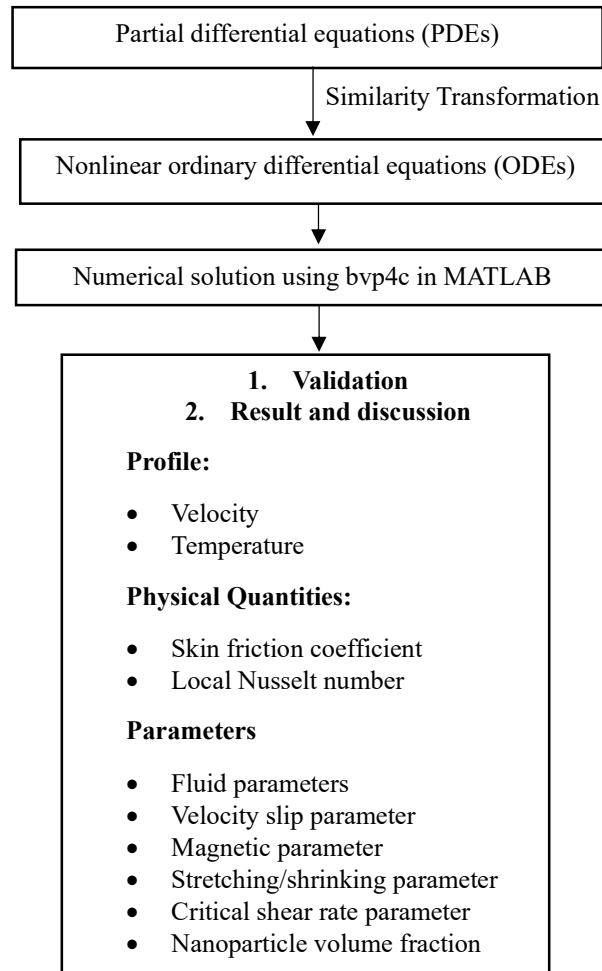 Partial differential equations (PDEs)
Similarity Transformation
Nonlinear ordinary differential equations (ODEs)
Numerical solution using bvp4c in MATLAB
1. Validation
2. Result and discussion
Profile:
• Velocity
• Temperature
Physical Quantities:
• Skin friction coefficient
• Local Nusselt number
Parameters
• Fluid parameters
• Velocity slip parameter
• Magnetic parameter
• Stretching/shrinking parameter
• Critical shear rate parameter
• Nanoparticle volume fraction